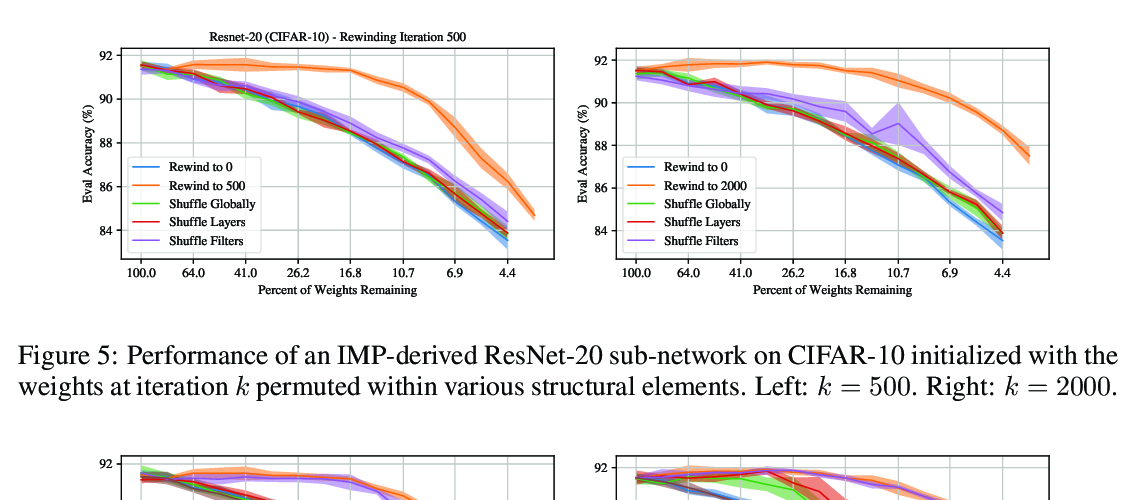 Resnet-20 (CIFAR-10) - Rewinding Iteration 500
92
90
88
86
84
Eval Accuracy (%)
Rewind to 0
Rewind to 500
Shuffle Globally
Shuffle Layers
Shuffle Filters
100.0 64.0 41.0 26.2 16.8 10.7 6.9 4.4
Percent of Weights Remaining
92
90
88
86
84
Eval Accuracy (%)
Rewind to 0
Rewind to 2000
Shuffle Globally
Shuffle Layers
Shuffle Filters
100.0 64.0 41.0 26.2 16.8 10.7 6.9 4.4
Percent of Weights Remaining
Figure 5: Performance of an IMP-derived ResNet-20 sub-network on CIFAR-10 initialized with the
weights at iteration k permuted within various structural elements. Left: k = 500. Right: k = 2000.
92
92